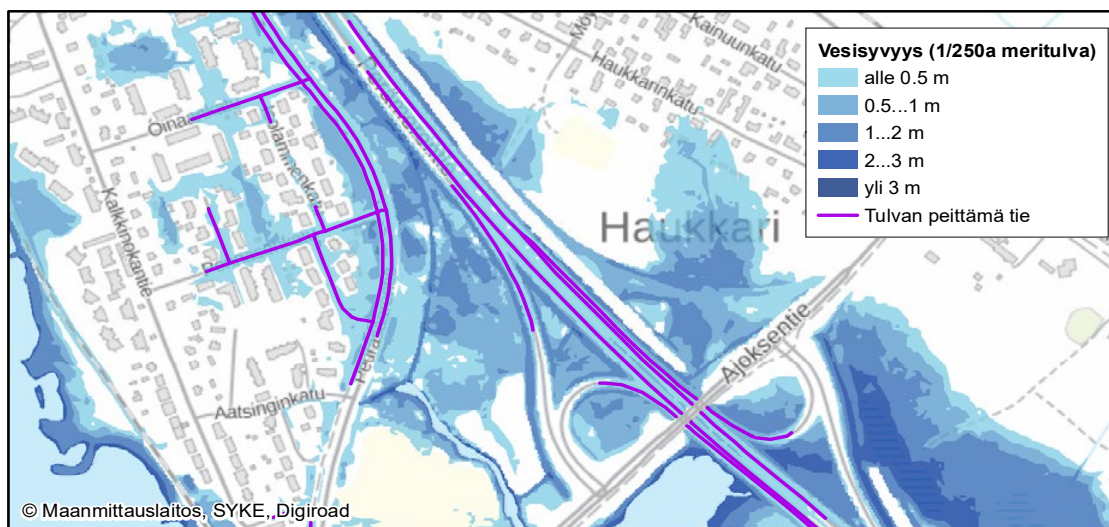 Kainuunkatu
Haukkarinkatu
Kalkkinokantie
Haukkari
Ajoksentie
Aatsinginkatu
Vesisyvyys (1/250a meritulva)
alle 0.5 m
0.5...1 m
1...2 m
2...3 m
yli 3 m
Tulvan peittämä tie
© Maanmittauslaitos, SYKE, Digiroad